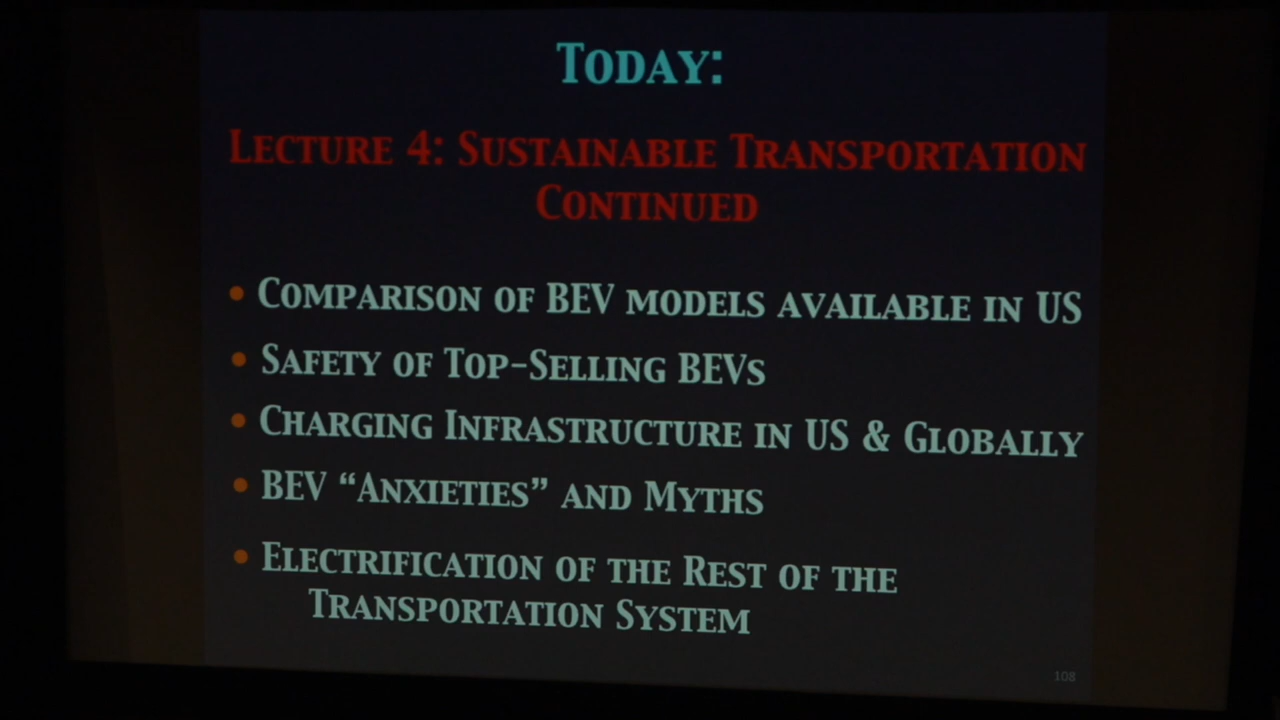 Today:
Lecture 4: Sustainable Transportation
Continued
• Comparison of BEV models available in US
• Safety of Top-Selling BEVs
• Charging Infrastructure in US & Globally
• BEV “Anxieties” and Myths
• Electrification of the Rest of the
Transportation System
108